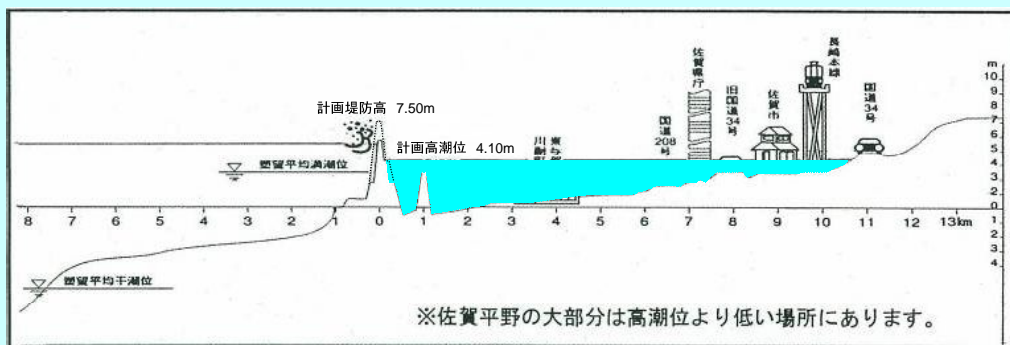 計画堤防高 7.50m
計画高潮位 4.10m
朔望平均満潮位
朔望平均干潮位
国道208号
佐賀県庁
旧国道34号
佐賀市
長崎本線
国道34号
m
10
9
8
7
6
5
4
3
2
1
0
1
2
3
4
8 7 6 5 4 3 2 1 0 1 2 3 4 5 6 7 8 9 10 11 12 13km
※佐賀平野の大部分は高潮位より低い場所にあります。